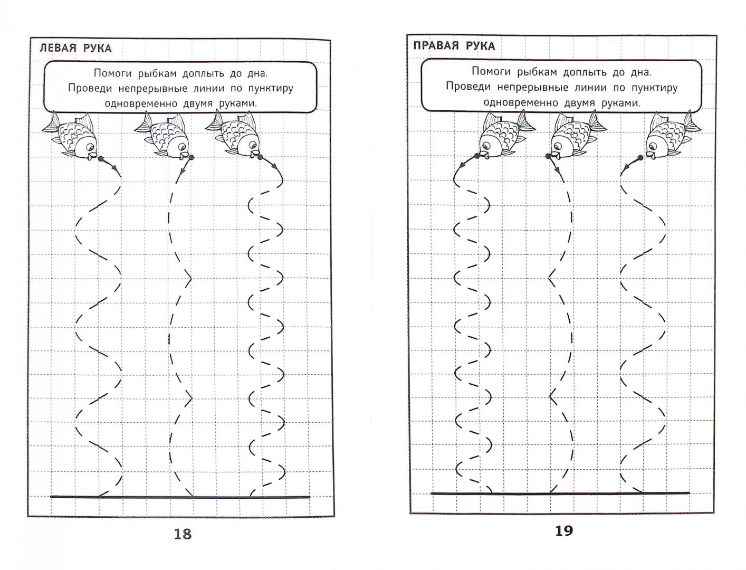 ЛЕВАЯ РУКА
Помоги рыбкам доплыть до дна.
Проведи непрерывные линии по пунктиру
одновременно двумя руками.
18
ПРАВАЯ РУКА
Помоги рыбкам доплыть до дна.
Проведи непрерывные линии по пунктиру
одновременно двумя руками.
19